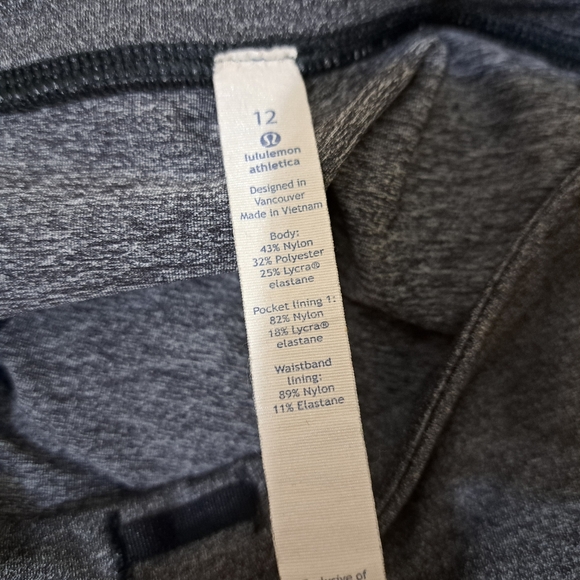 12
lululemon
athletica
Designed in
Vancouver
Made in Vietnam
Body:
43% Nylon
32% Polyester
25% Lycra®
elastane
Pocket lining 1:
82% Nylon
18% Lycra®
elastane
Waistband
lining:
89% Nylon
11% Elastane
of